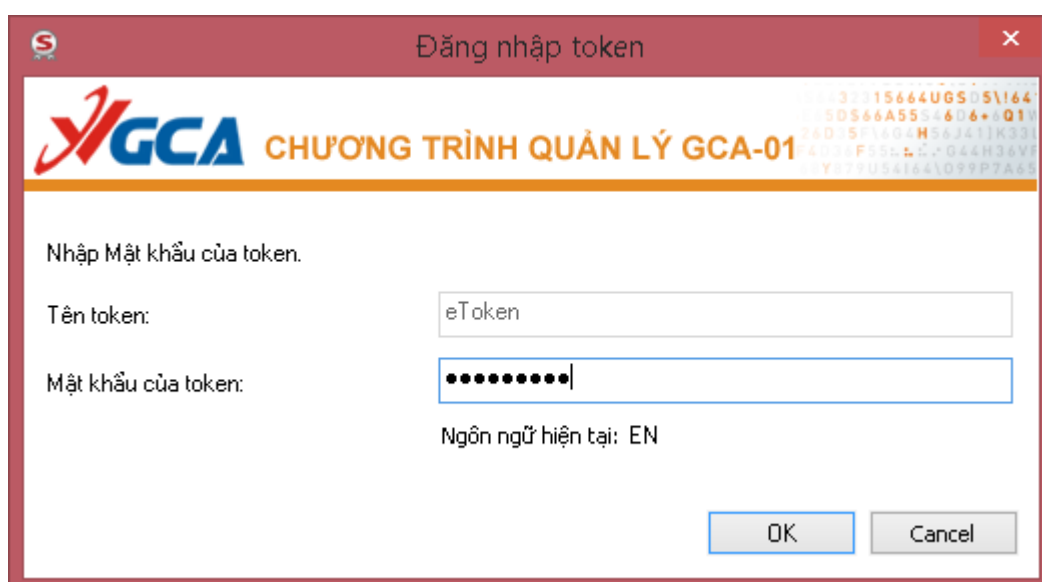 Đăng nhập token
GCA CHƯƠNG TRÌNH QUẢN LÝ GCA-01
Nhập Mật khẩu của token.
Tên token: eToken
Mật khẩu của token: ●●●●●●●●●
Ngôn ngữ hiện tại: EN
OK Cancel